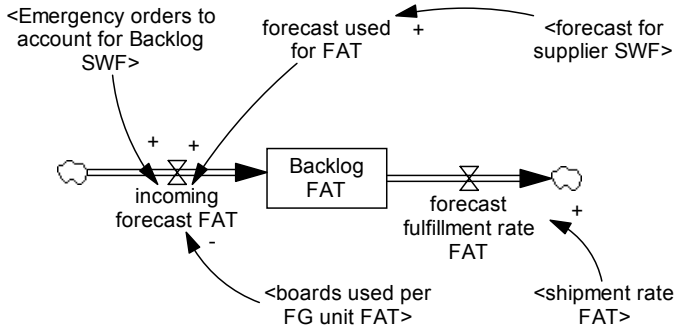 <Emergency orders to
account for Backlog
SWF>
forecast used
for FAT
+
<forecast for
supplier SWF>
+
+
Backlog
FAT
incoming
forecast FAT
-
forecast
fulfillment rate
FAT
+
<boards used per
FG unit FAT>
<shipment rate
FAT>